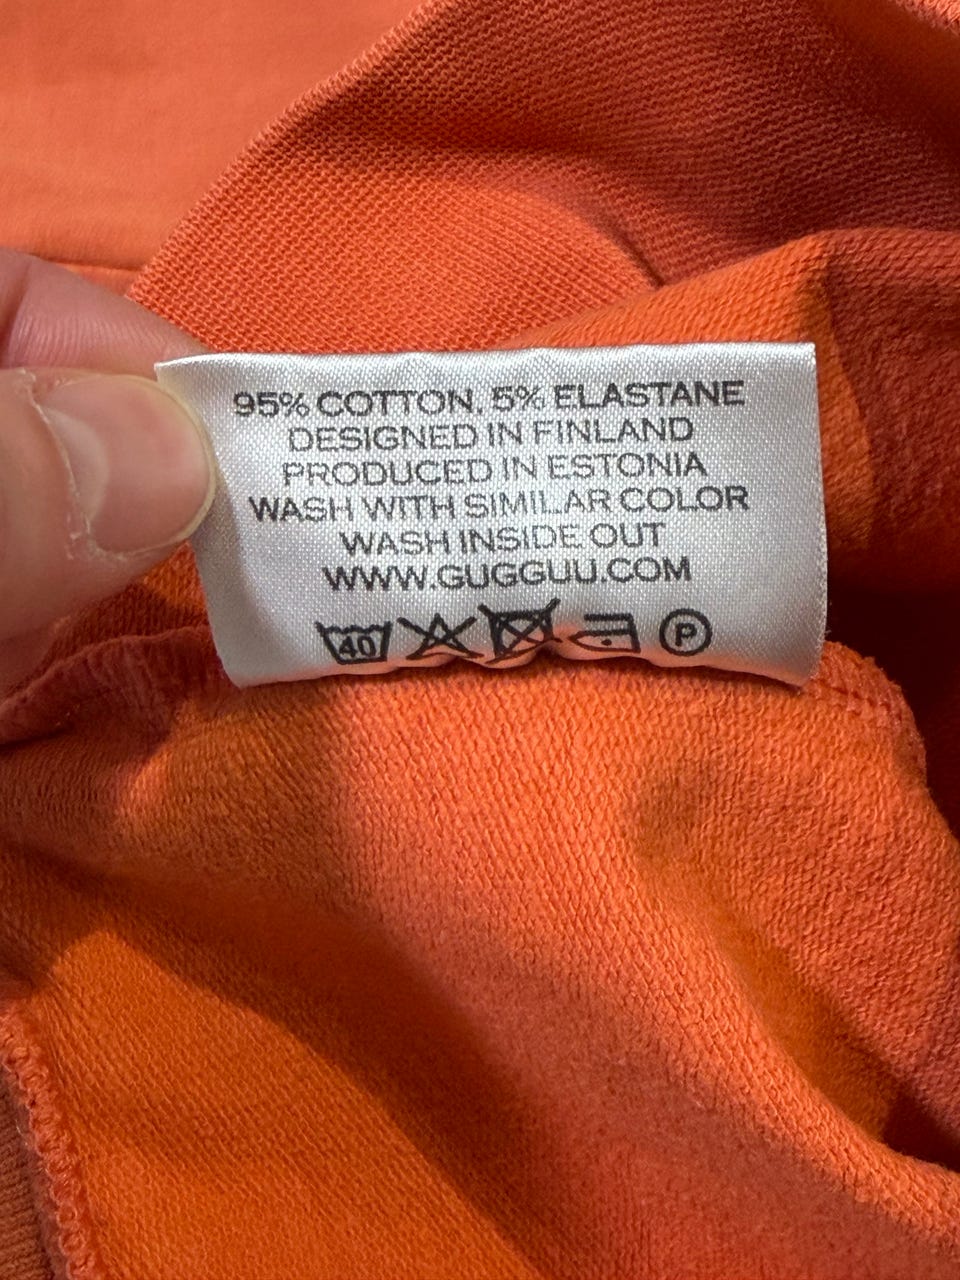 95% COTTON, 5% ELASTANE
DESIGNED IN FINLAND
PRODUCED IN ESTONIA
WASH WITH SIMILAR COLOR
WASH INSIDE OUT
WWW.GUGGUU.COM
40 P